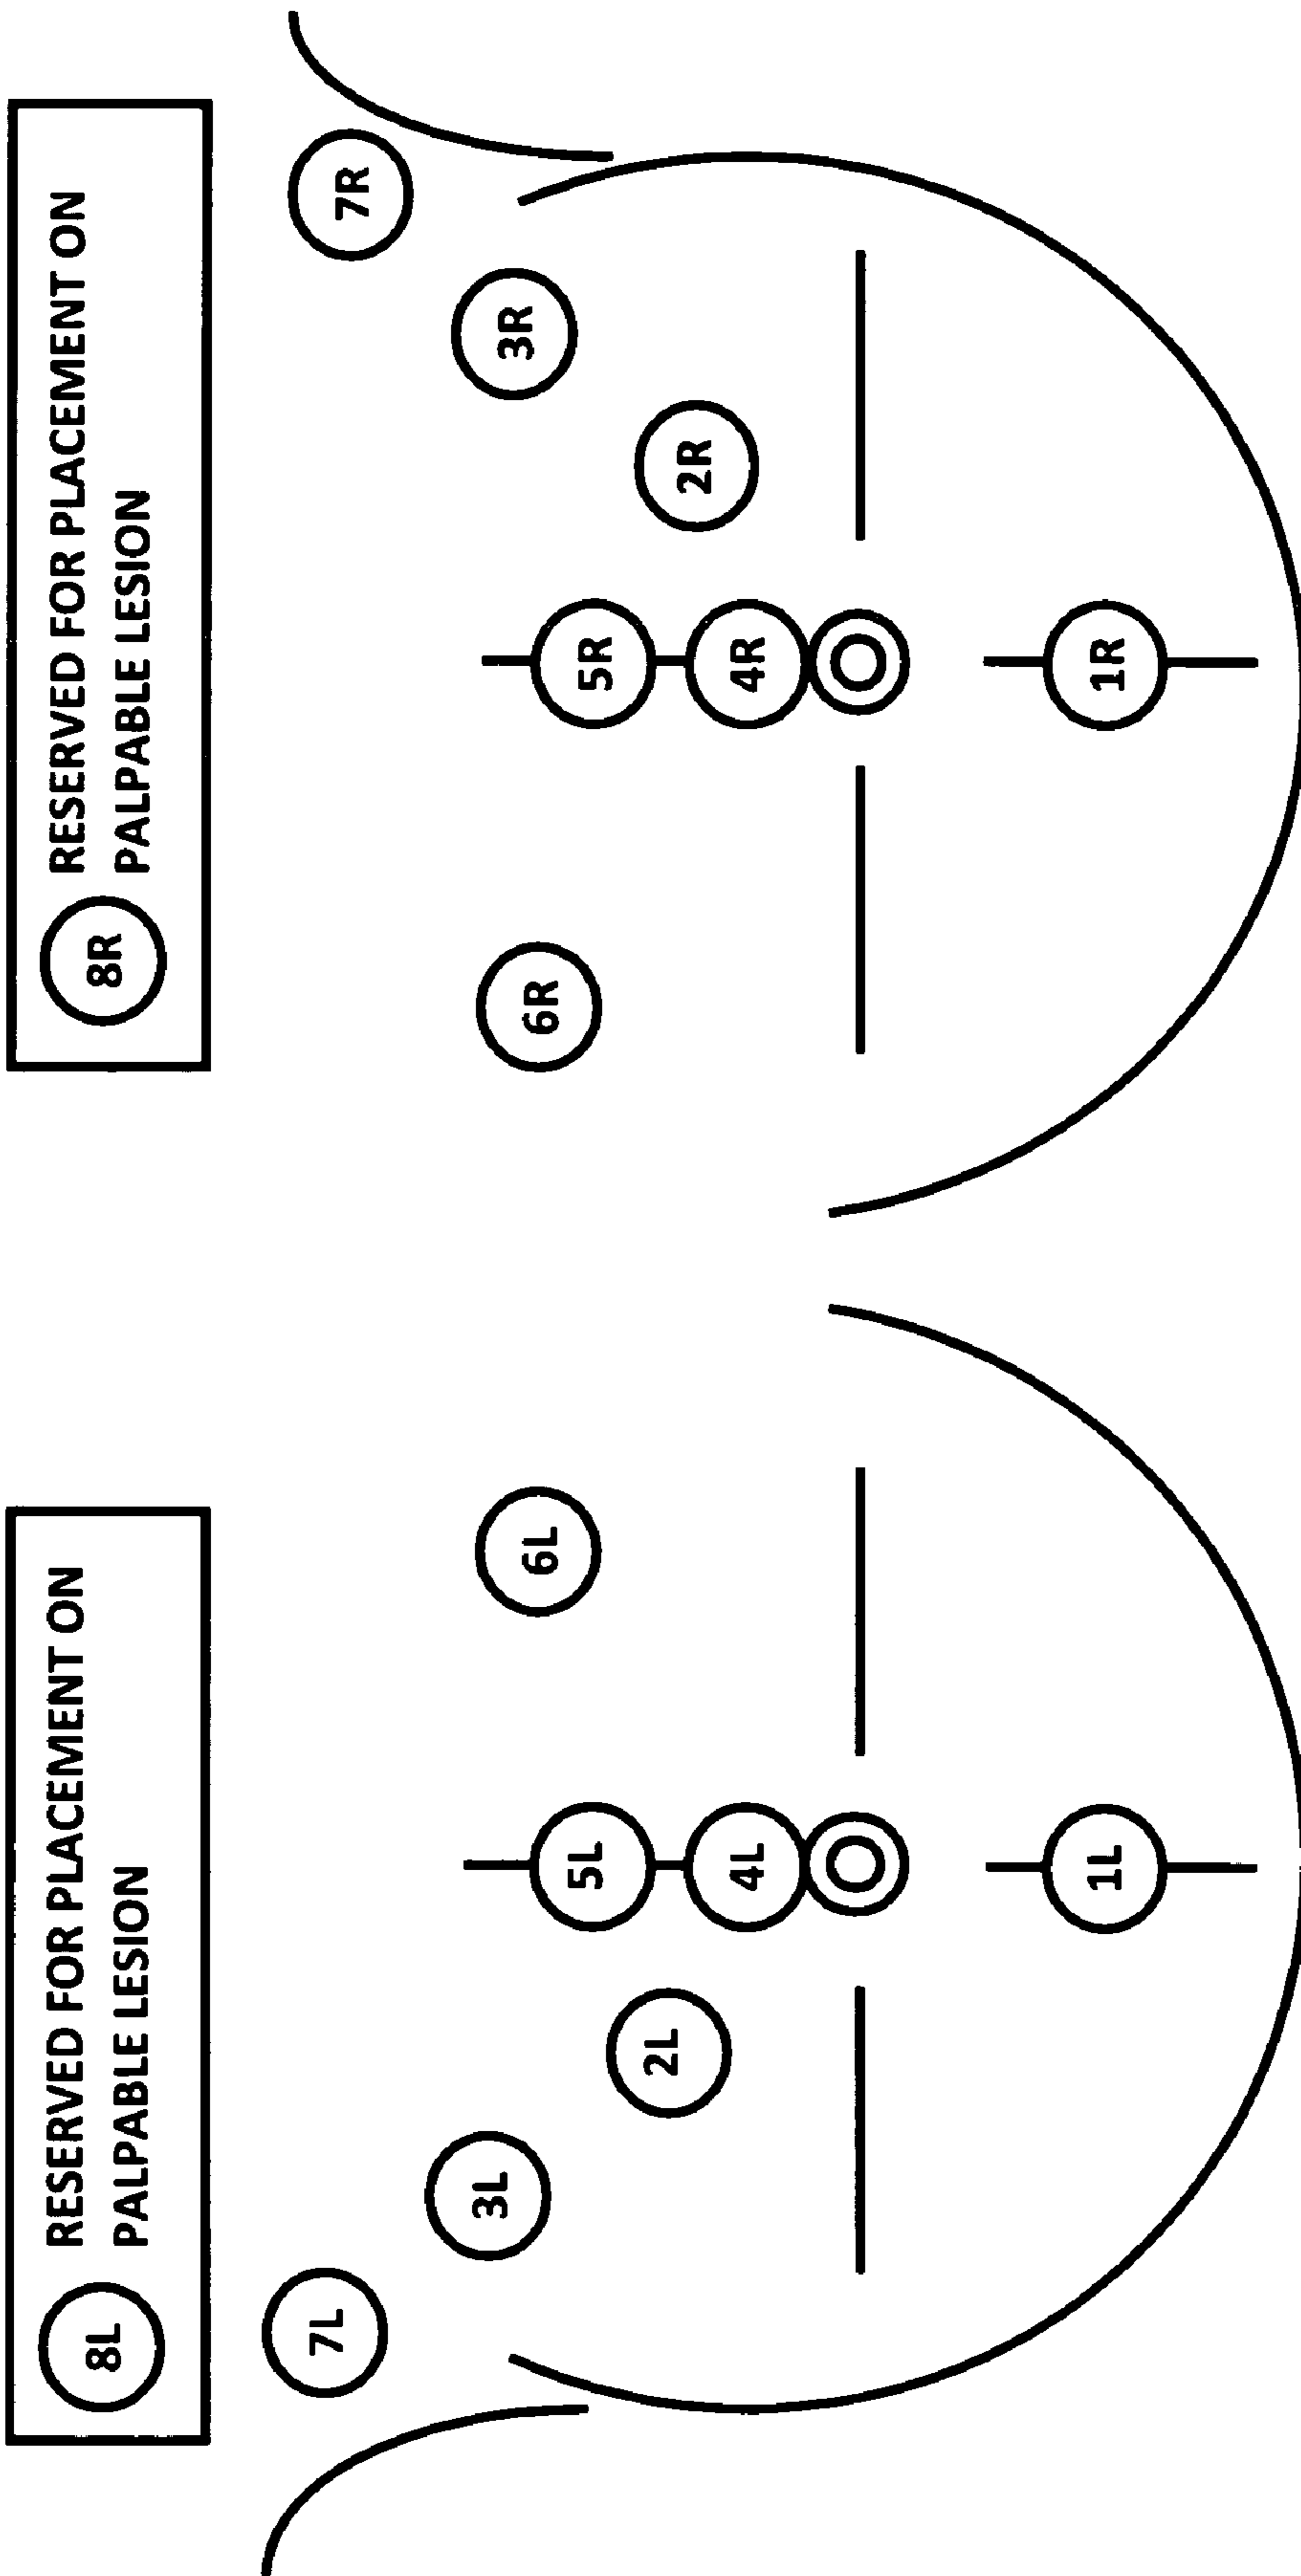 8L RESERVED FOR PLACEMENT ON
PALPABLE LESION
8R RESERVED FOR PLACEMENT ON
PALPABLE LESION
7L
7R
3L
3R
6L
6R
5L
5R
2L
2R
4L
4R
1L
1R